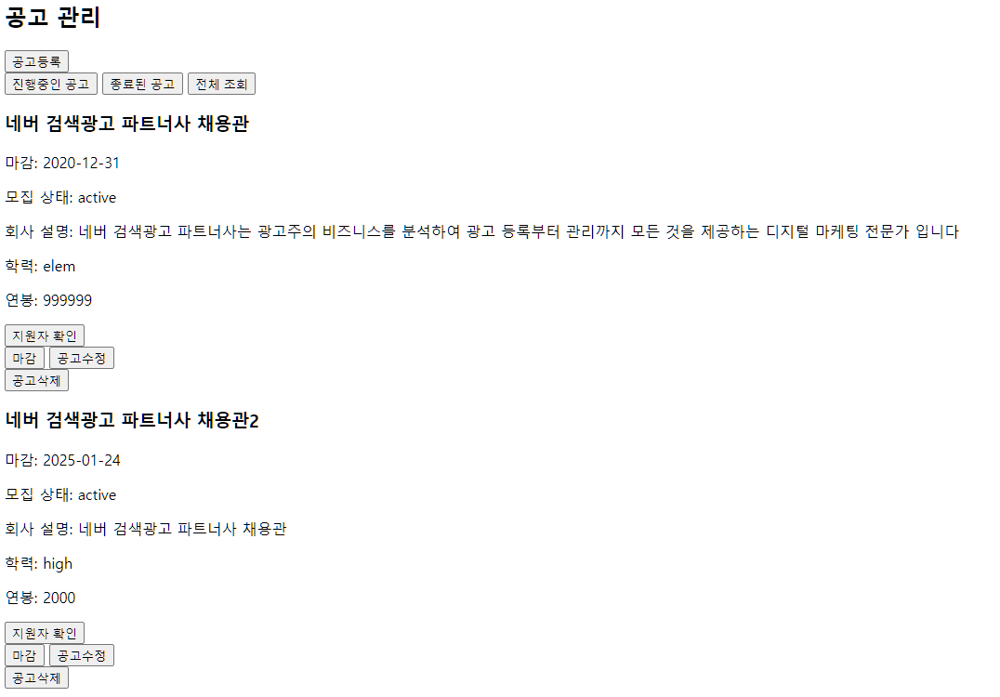 공고 관리
공고등록
진행중인 공고 종료된 공고 전체 조회
네버 검색광고 파트너사 채용관
마감: 2020-12-31
모집 상태: active
회사 설명: 네버 검색광고 파트너사는 광고주의 비즈니스를 분석하여 광고 등록부터 관리까지 모든 것을 제공하는 디지털 마케팅 전문가 입니다
학력: elem
연봉: 999999
지원자 확인
마감 공고수정
공고삭제
네버 검색광고 파트너사 채용관2
마감: 2025-01-24
모집 상태: active
회사 설명: 네버 검색광고 파트너사 채용관
학력: high
연봉: 2000
지원자 확인
마감 공고수정
공고삭제